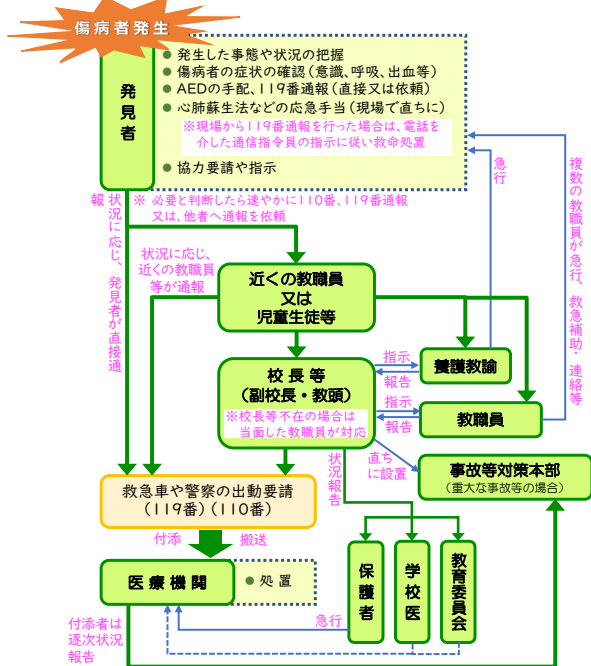 傷病者発生
発見者
● 発生した事態や状況の把握
● 傷病者の症状の確認（意識、呼吸、出血等）
● AEDの手配、119番通報（直接又は依頼）
● 心肺蘇生法などの応急手当（現場で直ちに）
※現場から119番通報を行った場合は、電話を
介した通信指令員の指示に従い救命処置
● 協力要請や指示
※ 必要と判断したら速やかに110番、119番通報
又は、他者へ通報を依頼
状況に応じ、発見者が直接通
報
状況に応じ、
近くの教職員
等が通報
近くの教職員
又は
児童生徒等
急行
複数の教職員が急行、救急補助・連絡等
校長等
（副校長・教頭）
※校長等不在の場合は
当面した教職員が対応
指示
報告
養護教諭
指示
報告
教職員
状況報告
直ち
に設置
事故等対策本部
（重大な事故等の場合）
救急車や警察の出動要請
（119番）（110番）
付添
搬送
医療機関
● 処置
保護者
学校医
教育委員会
急行
付添者は
逐次状況
報告